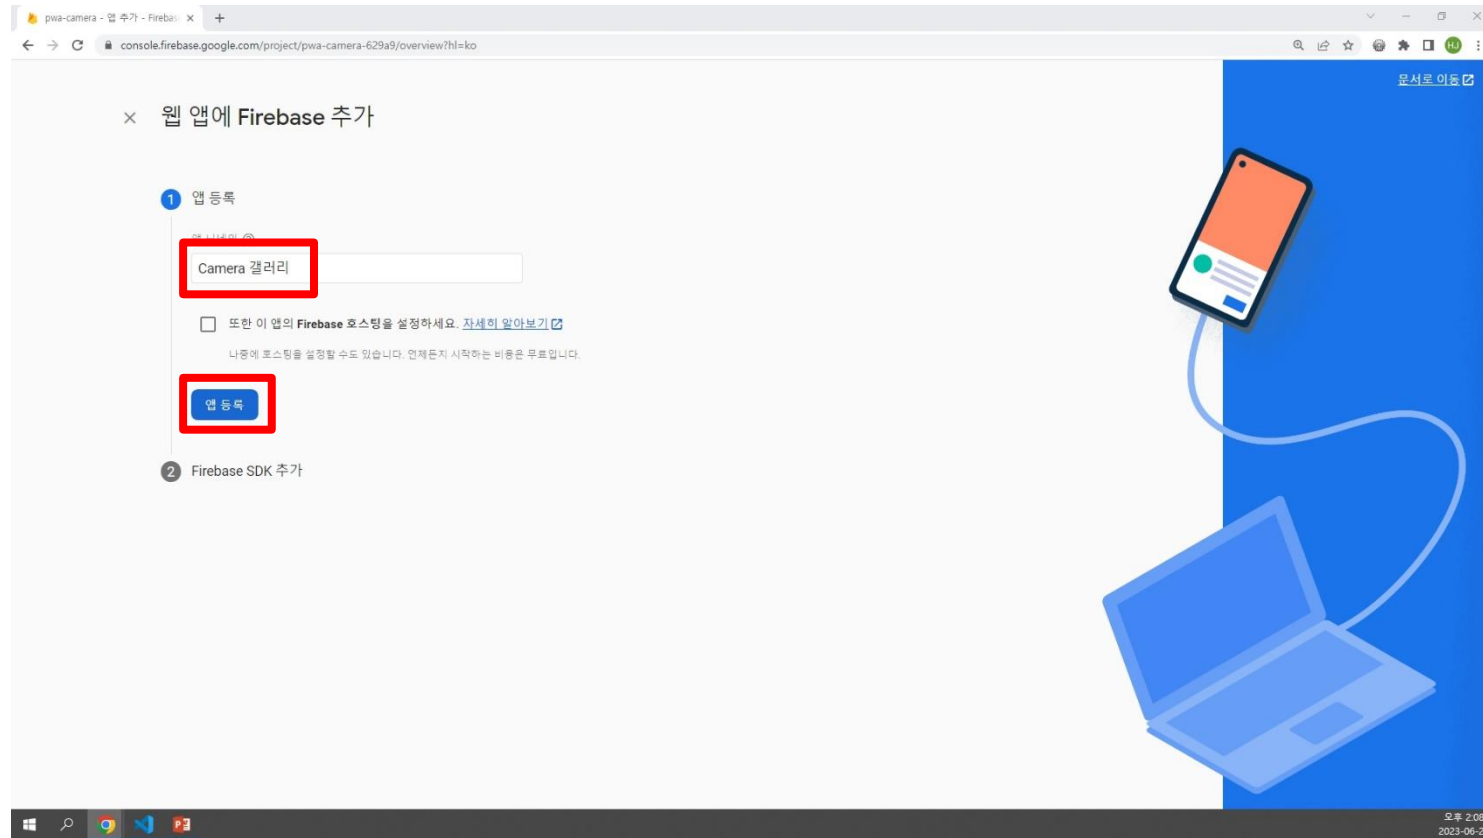 pwa-camera - 앱 추가 - Firebas
console.firebase.google.com/project/pwa-camera-629a9/overview?hl=ko
HJ
문서로 이동
웹 앱에 Firebase 추가
1 앱 등록
Camera 갤러리
또한 이 앱의 Firebase 호스팅을 설정하세요. 자세히 알아보기
나중에 호스팅을 설정할 수도 있습니다. 언제든지 시작하는 비용은 무료입니다.
앱 등록
2 Firebase SDK 추가
오후 2:0
2023-06-